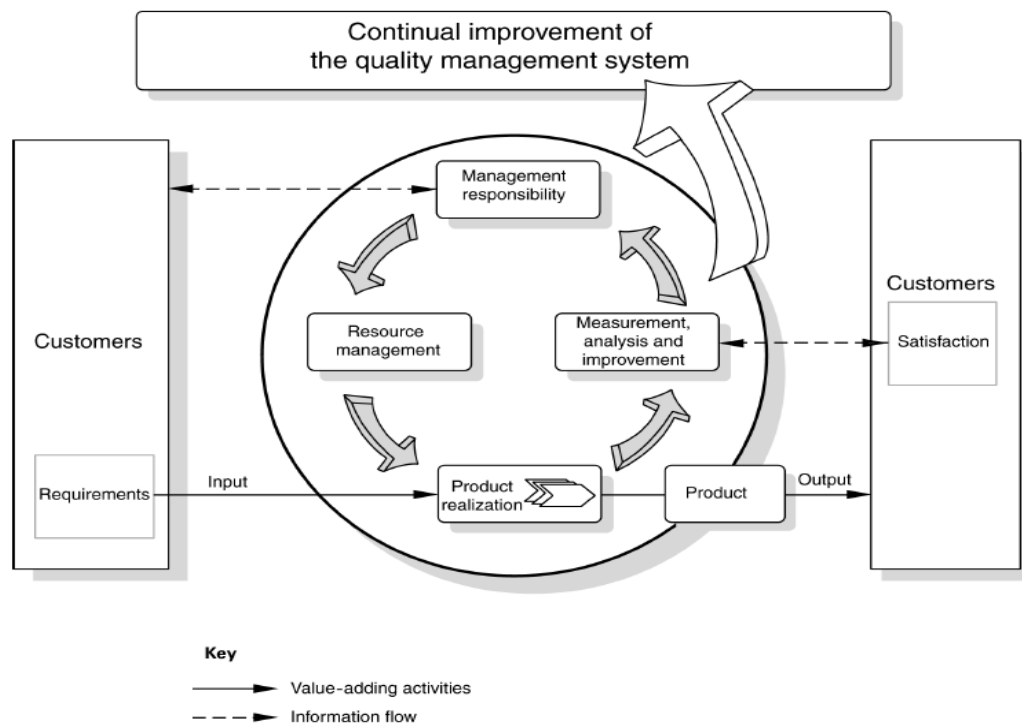 Continual improvement of
the quality management system
Management
responsibility
Customers
Customers
Resource
management
Measurement,
analysis and
improvement
Satisfaction
Requirements
Input
Product
realization
Product
Output
Key
Value-adding activities
Information flow